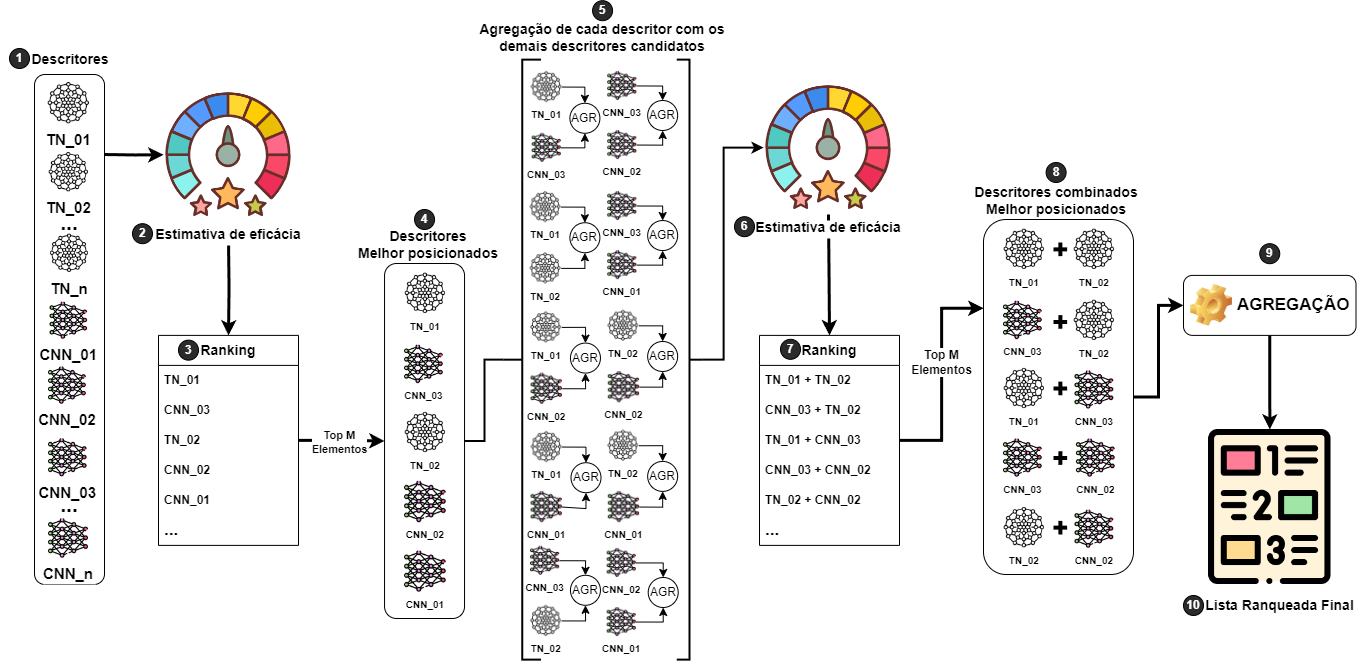 1 Descritores
TN_01
TN_02
...
TN_n
CNN_01
CNN_02
CNN_03
...
CNN_n
2 Estimativa de eficácia
3 Ranking
TN_01
CNN_03
TN_02
CNN_02
CNN_01
...
Top M
Elementos
4
Descritores
Melhor posicionados
TN_01
CNN_03
TN_02
CNN_02
CNN_01
5
Agregação de cada descritor com os
demais descritores candidatos
TN_01
AGR
CNN_03
CNN_03
AGR
CNN_02
TN_01
AGR
TN_02
CNN_03
AGR
CNN_01
TN_01
AGR
CNN_02
TN_02
AGR
CNN_02
TN_01
AGR
CNN_01
TN_02
AGR
CNN_01
CNN_03
AGR
TN_02
CNN_02
AGR
CNN_01
6 Estimativa de eficácia
7 Ranking
TN_01 + TN_02
CNN_03 + TN_02
TN_01 + CNN_03
CNN_03 + CNN_02
TN_02 + CNN_02
...
Top M
Elementos
8
Descritores combinados
Melhor posicionados
+
TN_01 TN_02
+
CNN_03 TN_02
+
TN_01 CNN_03
+
CNN_03 CNN_02
+
TN_02 CNN_02
9
AGREGAÇÃO
1
2
3
10 Lista Ranqueada Final